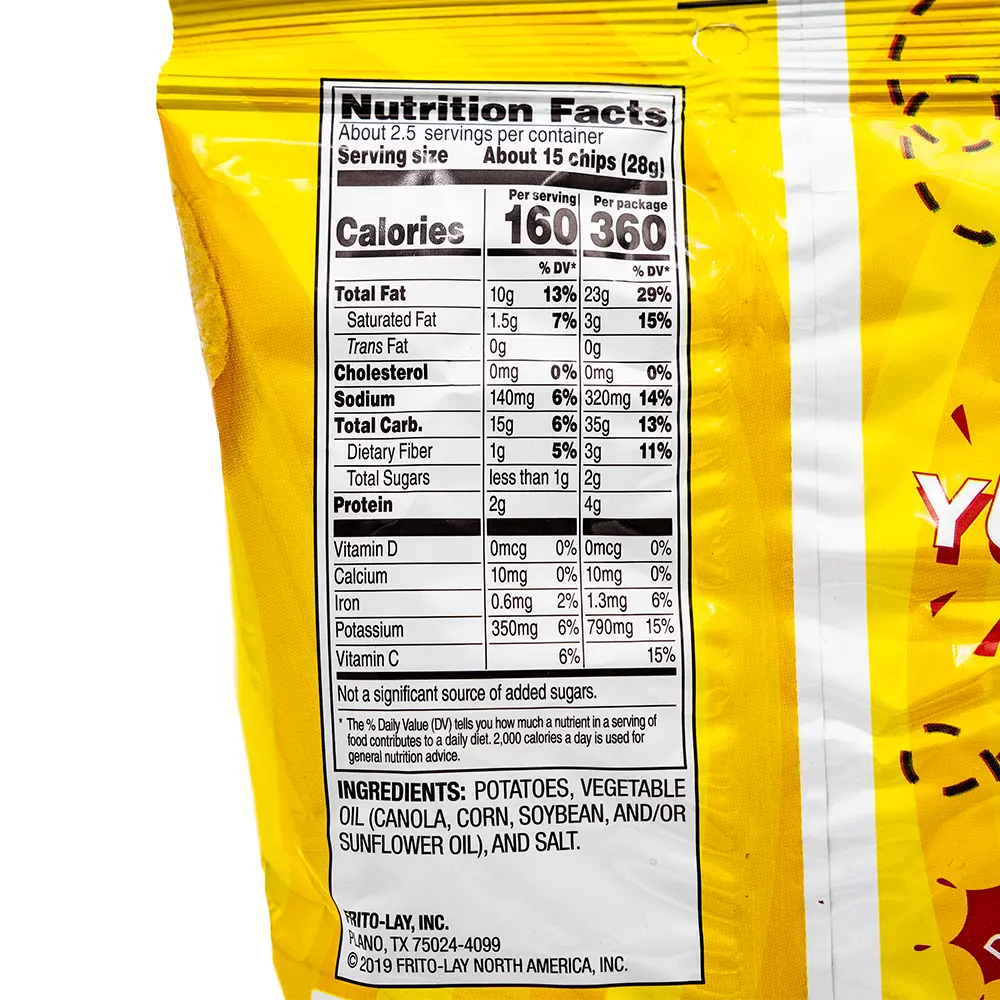 Nutrition Facts
About 2.5 servings per container
Serving size About 15 chips (28g)
Per serving Per package
Calories 160 360
% DV* % DV*
Total Fat 10g 13% 23g 29%
Saturated Fat 1.5g 7% 3g 15%
Trans Fat 0g 0g
Cholesterol 0mg 0% 0mg 0%
Sodium 140mg 6% 320mg 14%
Total Carb. 15g 6% 35g 13%
Dietary Fiber 1g 5% 3g 11%
Total Sugars less than 1g 2g
Protein 2g 4g
Vitamin D 0mcg 0% 0mcg 0%
Calcium 10mg 0% 10mg 0%
Iron 0.6mg 2% 1.3mg 6%
Potassium 350mg 6% 790mg 15%
Vitamin C 6% 15%
Not a significant source of added sugars.
* The % Daily Value (DV) tells you how much a nutrient in a serving of
food contributes to a daily diet. 2,000 calories a day is used for
general nutrition advice.
INGREDIENTS: POTATOES, VEGETABLE
OIL (CANOLA, CORN, SOYBEAN, AND/OR
SUNFLOWER OIL), AND SALT.
FRITO-LAY, INC.
PLANO, TX 75024-4099
© 2019 FRITO-LAY NORTH AMERICA, INC.